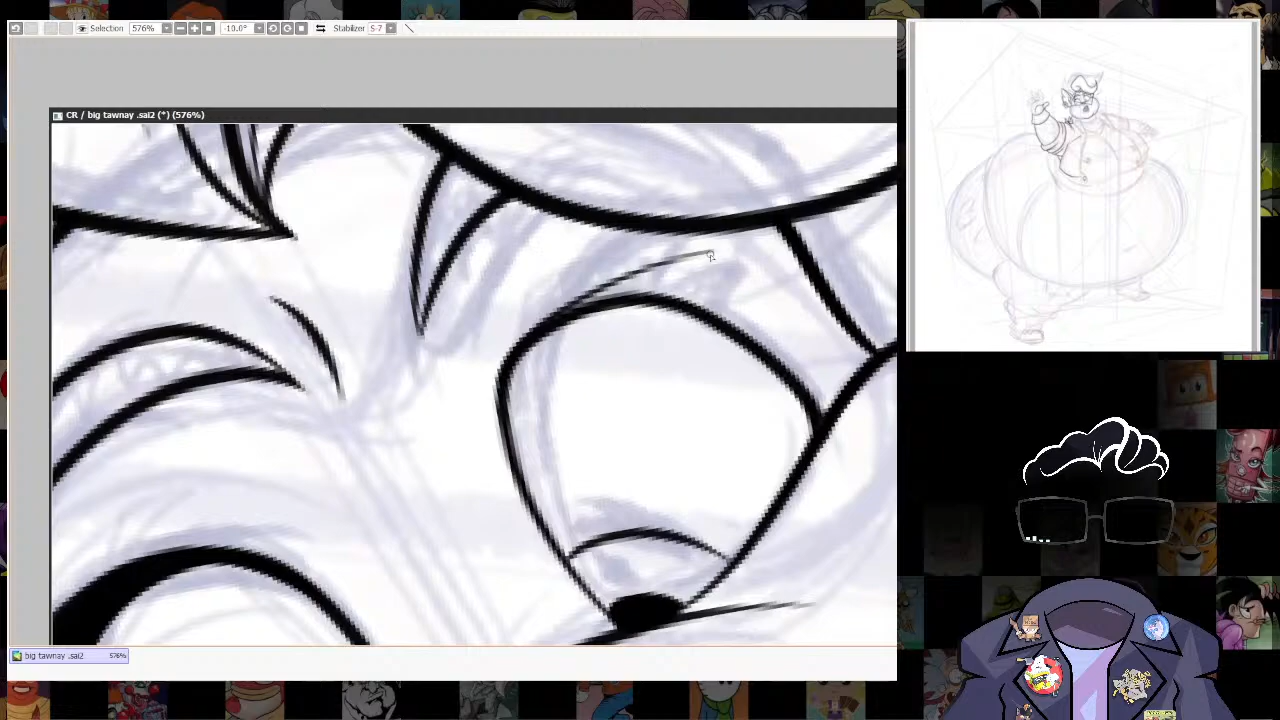 Selection 576% -10.0° Stabilizer S-7
CR / big tawnay .sai2 (*) (576%)
big tawnay .sai2 576%